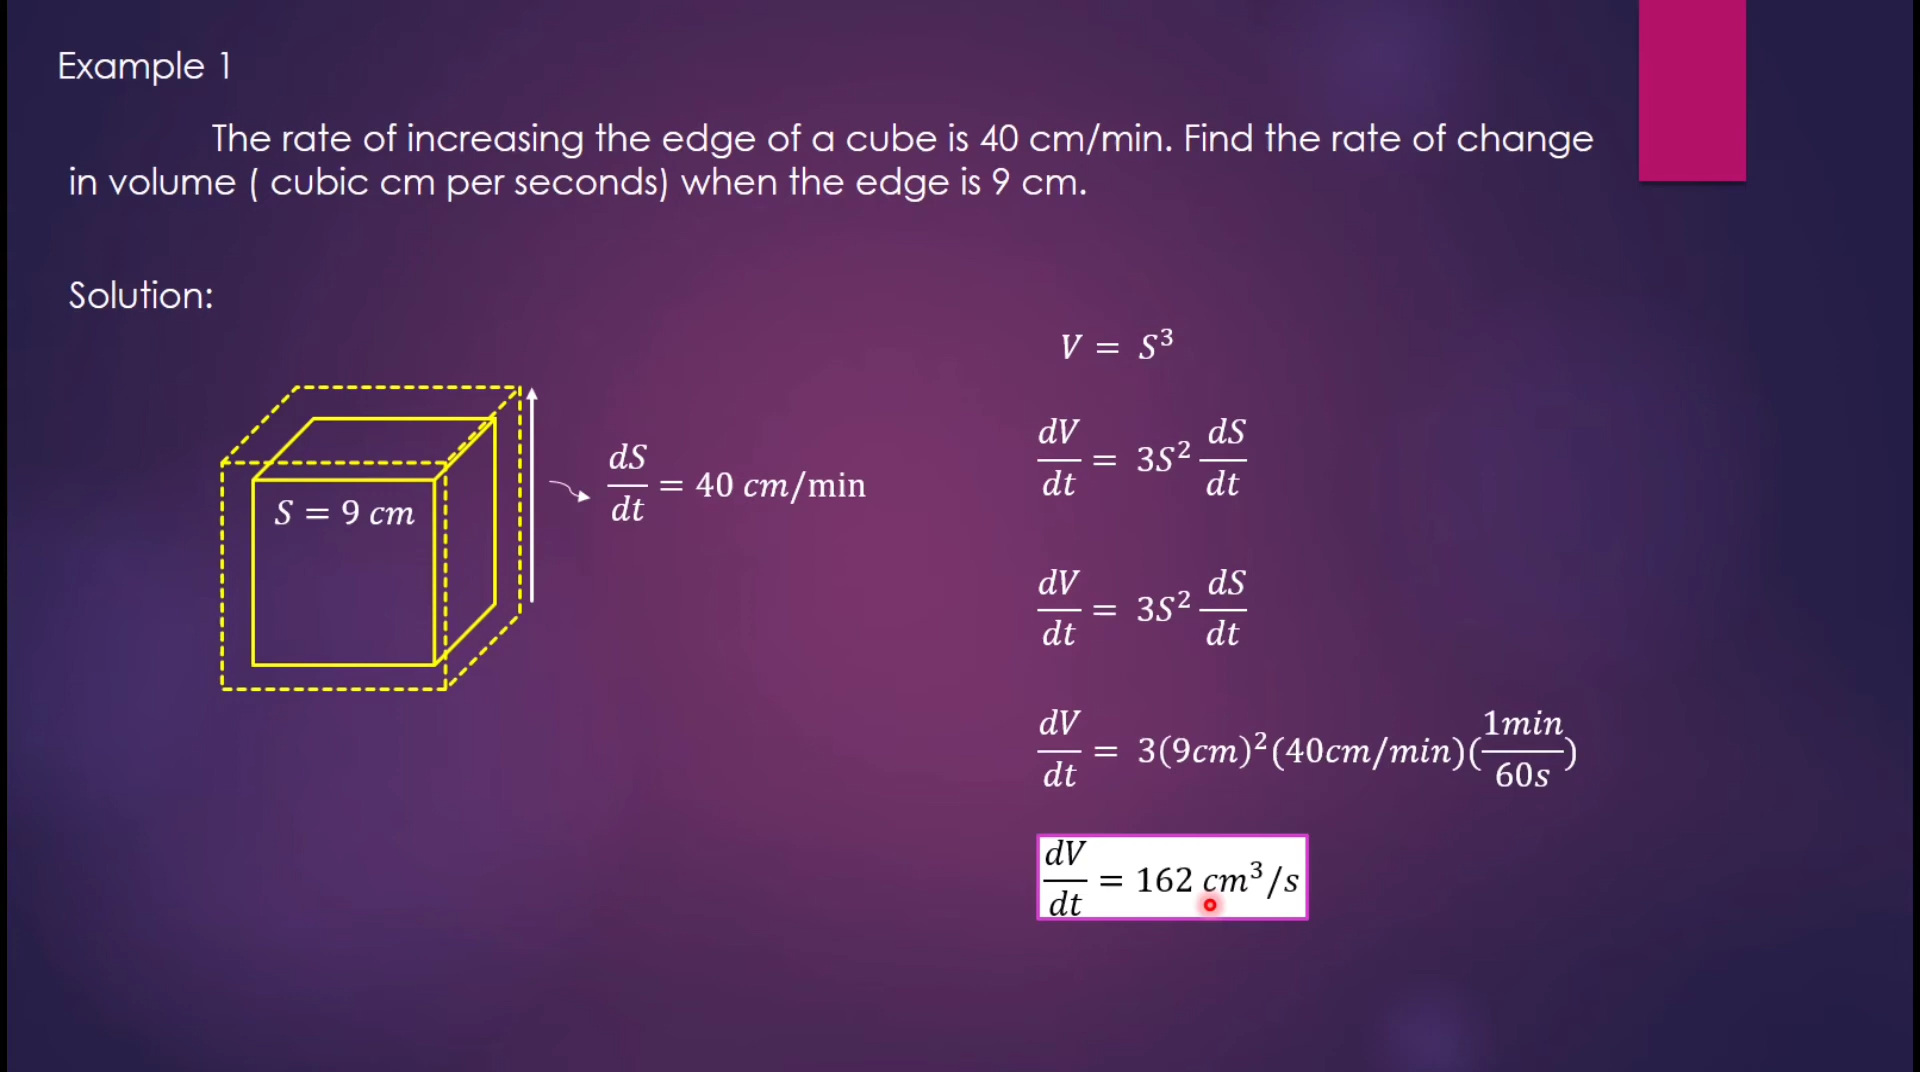 Example 1
The rate of increasing the edge of a cube is 40 cm/min. Find the rate of change
in volume ( cubic cm per seconds) when the edge is 9 cm.
Solution:
S = 9 cm
dS/dt = 40 cm/min
V = S³
dV/dt = 3S² dS/dt
dV/dt = 3S² dS/dt
dV/dt = 3(9cm)²(40cm/min)(1min/60s)
dV/dt = 162 cm³/s